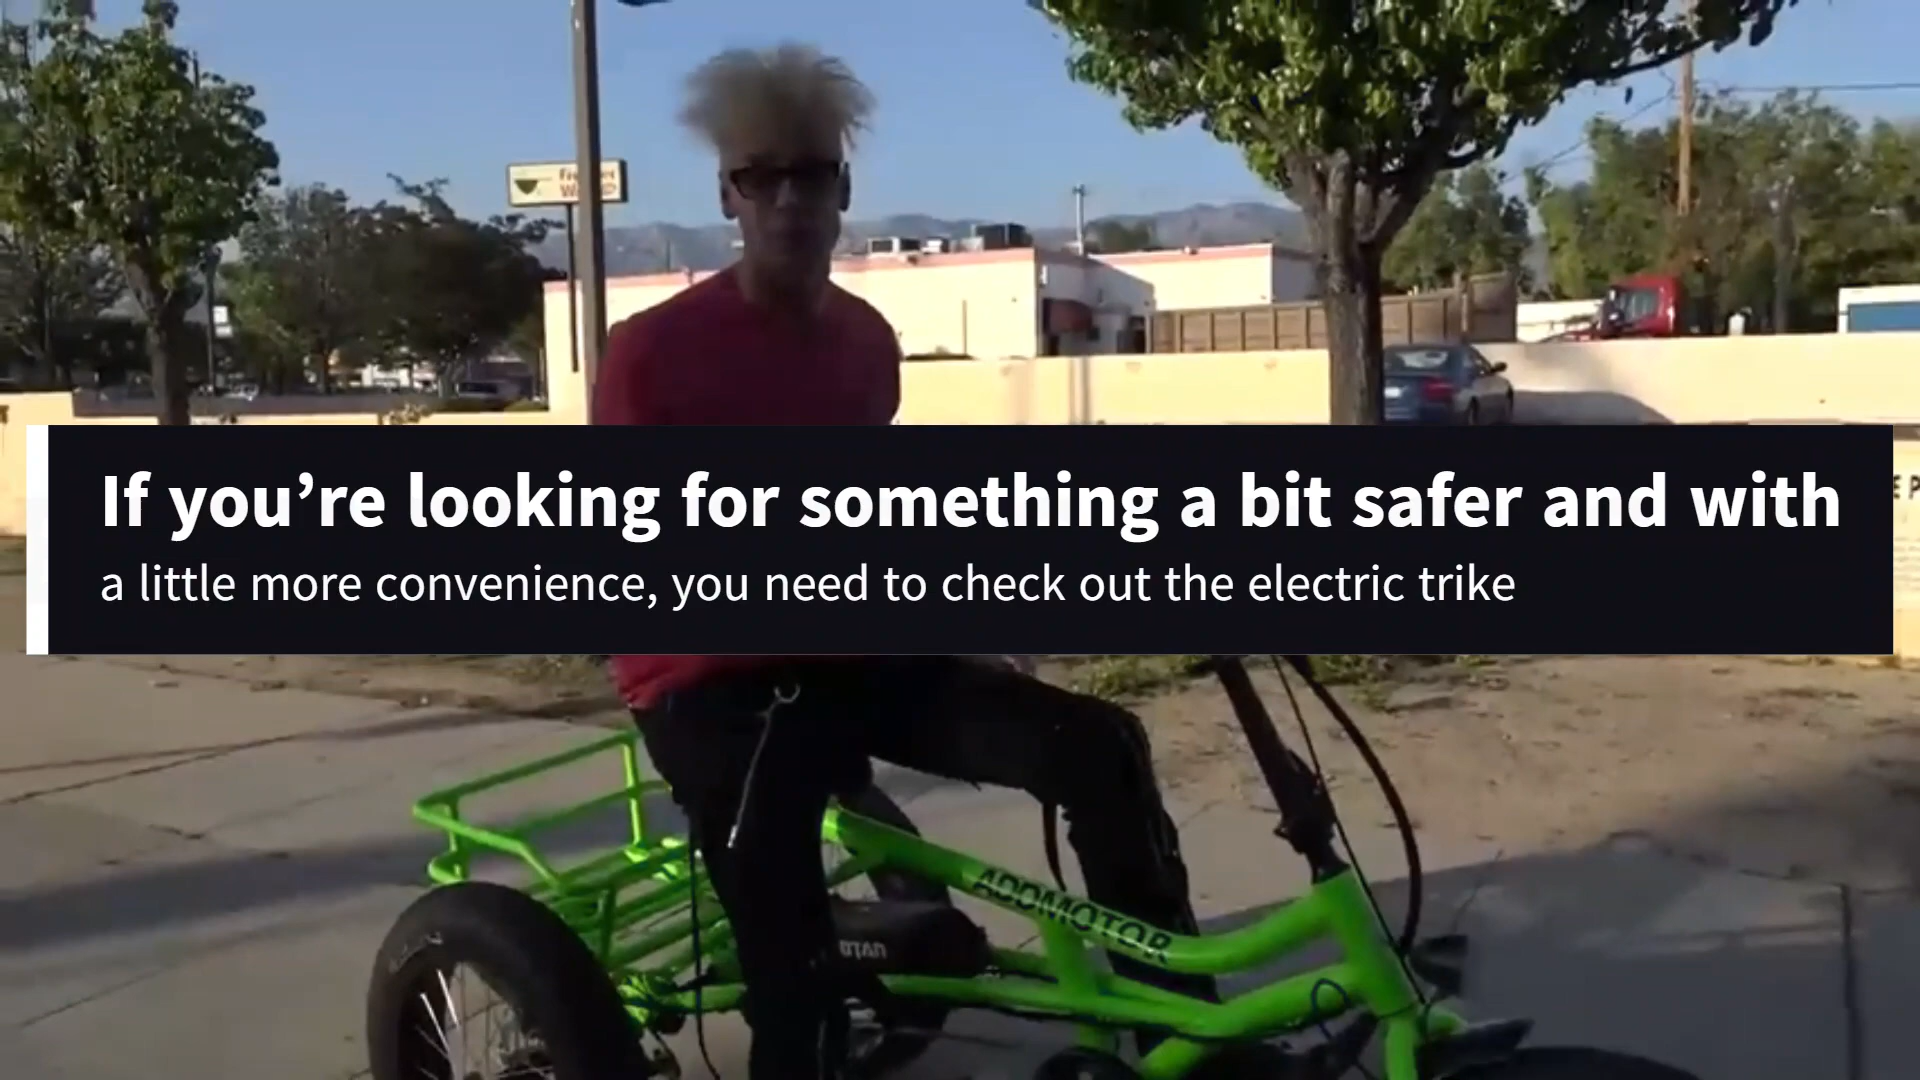 If you’re looking for something a bit safer and with
a little more convenience, you need to check out the electric trike
ADDMOTOR